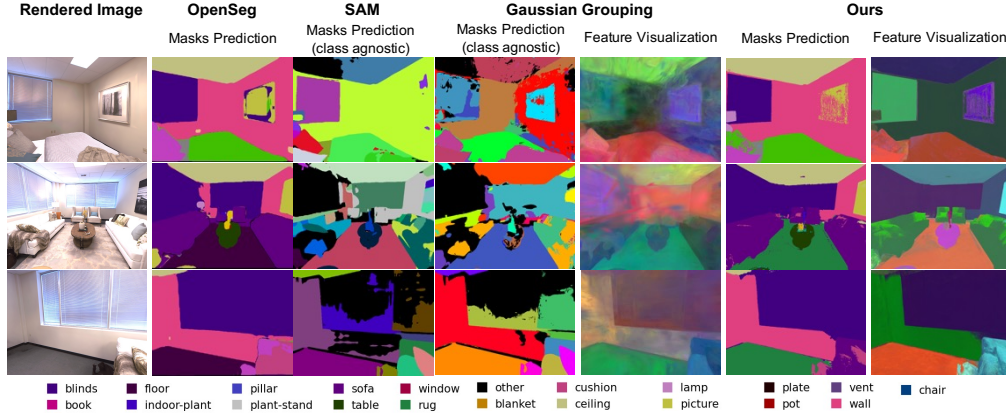 Rendered Image OpenSeg SAM Gaussian Grouping Ours
Masks Prediction Masks Prediction (class agnostic) Masks Prediction (class agnostic) Feature Visualization Masks Prediction Feature Visualization
blinds floor pillar sofa window other cushion lamp plate vent chair
book indoor-plant plant-stand table rug blanket ceiling picture pot wall